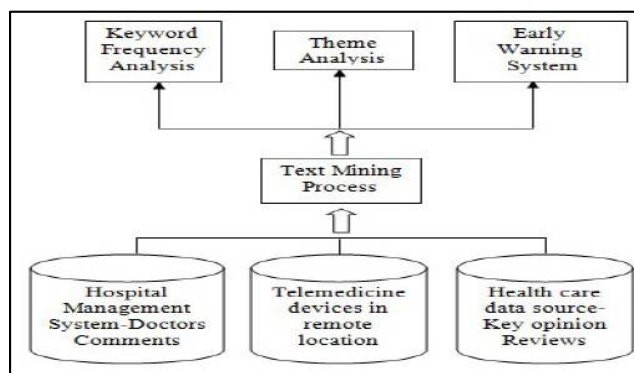 Keyword
Frequency
Analysis
Theme
Analysis
Early
Warning
System
Text Mining
Process
Hospital
Management
System-Doctors
Comments
Telemedicine
devices in
remote
location
Health care
data source-
Key opinion
Reviews